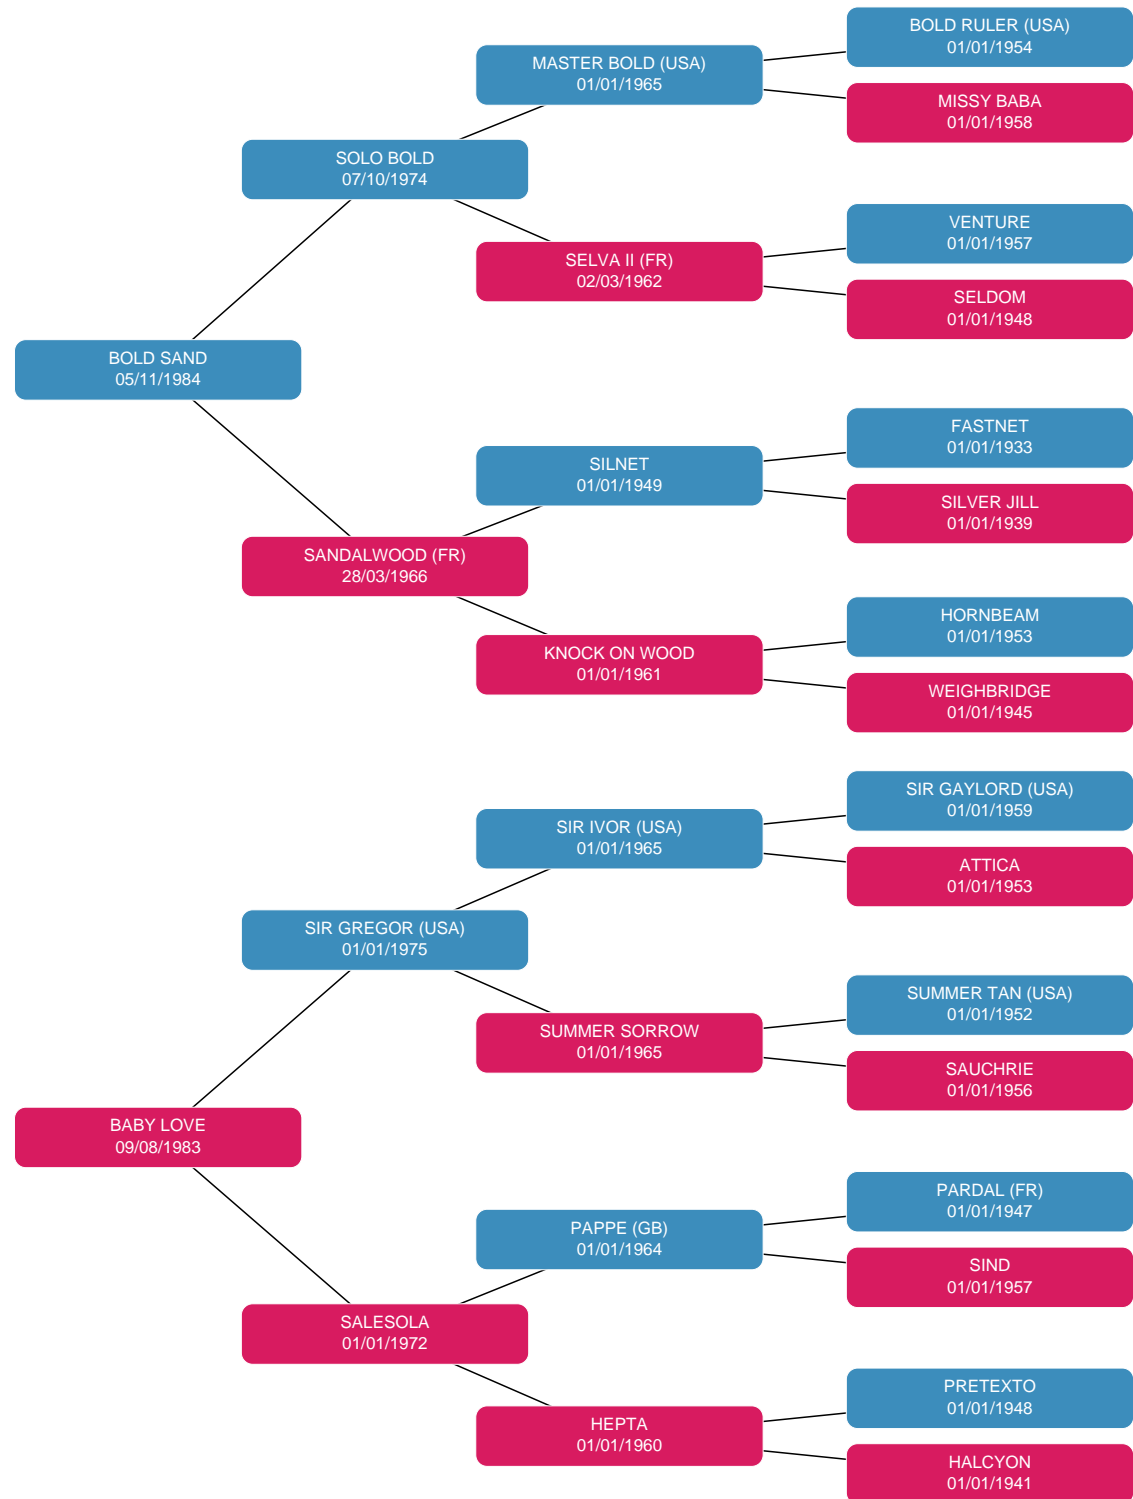 BOLD RULER (USA)
01/01/1954
MASTER BOLD (USA)
01/01/1965
MISSY BABA
01/01/1958
SOLO BOLD
07/10/1974
VENTURE
01/01/1957
SELVA II (FR)
02/03/1962
SELDOM
01/01/1948
BOLD SAND
05/11/1984
FASTNET
01/01/1933
SILNET
01/01/1949
SILVER JILL
01/01/1939
SANDALWOOD (FR)
28/03/1966
HORNBEAM
01/01/1953
KNOCK ON WOOD
01/01/1961
WEIGHBRIDGE
01/01/1945
SIR GAYLORD (USA)
01/01/1959
SIR IVOR (USA)
01/01/1965
ATTICA
01/01/1953
SIR GREGOR (USA)
01/01/1975
SUMMER TAN (USA)
01/01/1952
SUMMER SORROW
01/01/1965
SAUCHRIE
01/01/1956
BABY LOVE
09/08/1983
PARDAL (FR)
01/01/1947
PAPPE (GB)
01/01/1964
SIND
01/01/1957
SALESOLA
01/01/1972
PRETEXTO
01/01/1948
HEPTA
01/01/1960
HALCYON
01/01/1941